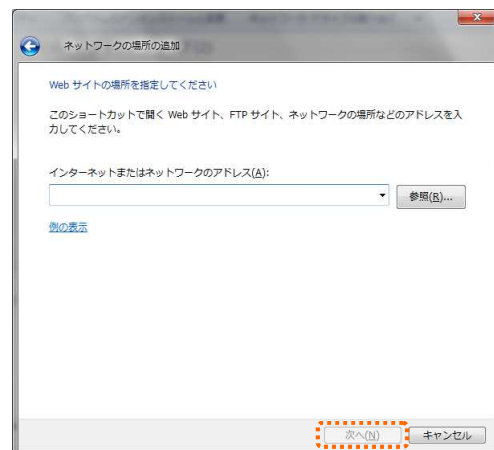 ネットワークの場所の追加
Web サイトの場所を指定してください
このショートカットで開く Web サイト、FTP サイト、ネットワークの場所などのアドレスを入
力してください。
インターネットまたはネットワークのアドレス(A):
参照(R)...
例の表示
次へ(N)
キャンセル